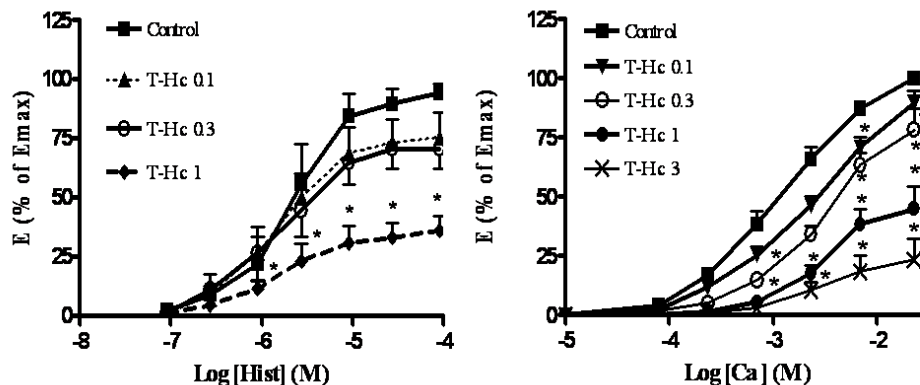 Control
T-Hc 0.1
T-Hc 0.3
T-Hc 1
E (% of Emax)
125
100
75
50
25
0
* * * * *
-8 -7 -6 -5 -4
Log [Hist] (M)
Control
T-Hc 0.1
T-Hc 0.3
T-Hc 1
T-Hc 3
E (% of Emax)
125
100
75
50
25
0
* * * * * * * * * * *
-5 -4 -3 -2
Log [Ca] (M)